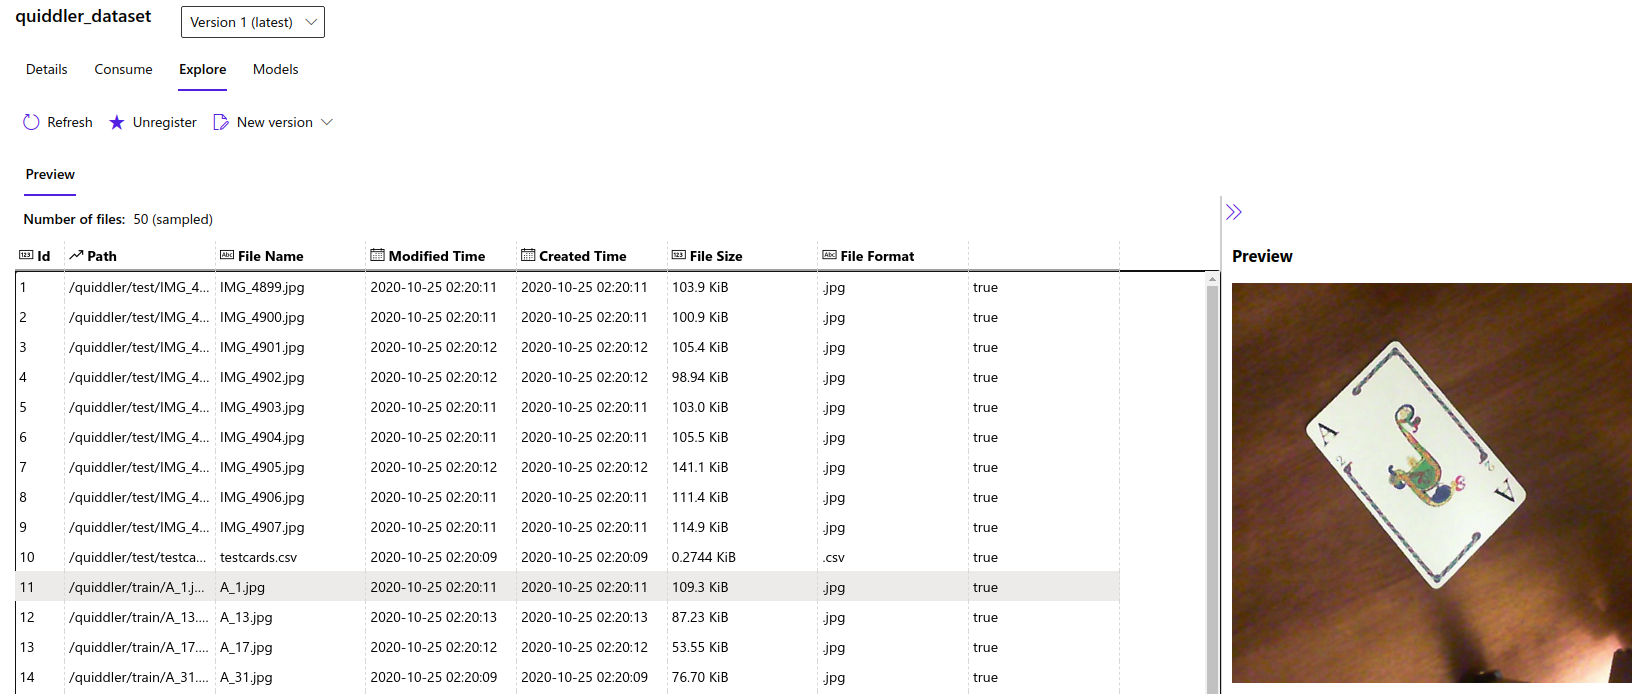 quiddler_dataset Version 1 (latest)
Details Consume Explore Models
Refresh Unregister New version
Preview
Number of files: 50 (sampled)
123 Id Path Abc File Name Modified Time Created Time 123 File Size Abc File Format
1 /quiddler/test/IMG_4... IMG_4899.jpg 2020-10-25 02:20:11 2020-10-25 02:20:11 103.9 KiB .jpg true
2 /quiddler/test/IMG_4... IMG_4900.jpg 2020-10-25 02:20:11 2020-10-25 02:20:11 100.9 KiB .jpg true
3 /quiddler/test/IMG_4... IMG_4901.jpg 2020-10-25 02:20:12 2020-10-25 02:20:12 105.4 KiB .jpg true
4 /quiddler/test/IMG_4... IMG_4902.jpg 2020-10-25 02:20:12 2020-10-25 02:20:12 98.94 KiB .jpg true
5 /quiddler/test/IMG_4... IMG_4903.jpg 2020-10-25 02:20:11 2020-10-25 02:20:11 103.0 KiB .jpg true
6 /quiddler/test/IMG_4... IMG_4904.jpg 2020-10-25 02:20:11 2020-10-25 02:20:11 105.5 KiB .jpg true
7 /quiddler/test/IMG_4... IMG_4905.jpg 2020-10-25 02:20:12 2020-10-25 02:20:12 141.1 KiB .jpg true
8 /quiddler/test/IMG_4... IMG_4906.jpg 2020-10-25 02:20:11 2020-10-25 02:20:11 111.4 KiB .jpg true
9 /quiddler/test/IMG_4... IMG_4907.jpg 2020-10-25 02:20:11 2020-10-25 02:20:11 114.9 KiB .jpg true
10 /quiddler/test/testca... testcards.csv 2020-10-25 02:20:09 2020-10-25 02:20:09 0.2744 KiB .csv true
11 /quiddler/train/A_1.j... A_1.jpg 2020-10-25 02:20:11 2020-10-25 02:20:11 109.3 KiB .jpg true
12 /quiddler/train/A_13.... A_13.jpg 2020-10-25 02:20:13 2020-10-25 02:20:13 87.23 KiB .jpg true
13 /quiddler/train/A_17.... A_17.jpg 2020-10-25 02:20:12 2020-10-25 02:20:12 53.55 KiB .jpg true
14 /quiddler/train/A_31.... A_31.jpg 2020-10-25 02:20:09 2020-10-25 02:20:09 76.70 KiB .jpg true
Preview
A
2
2
A